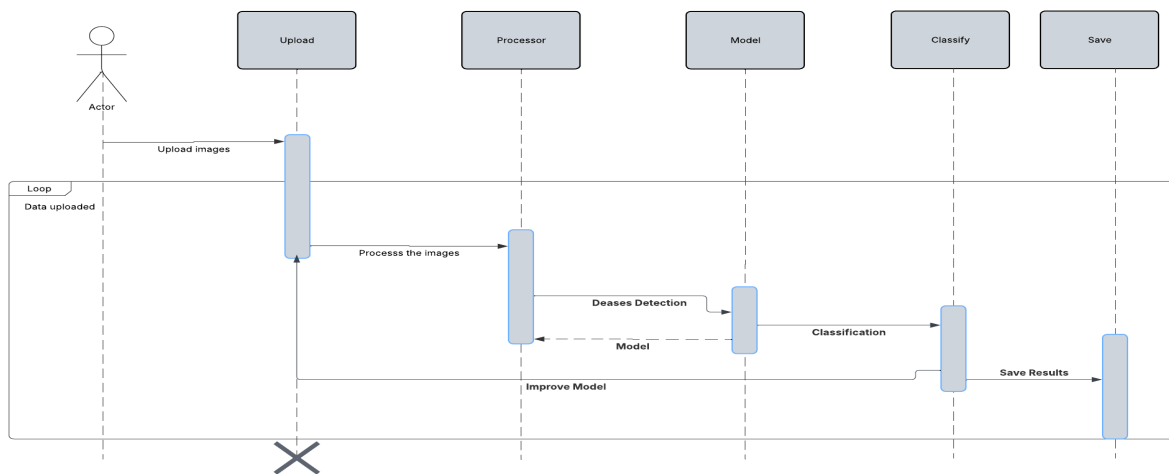 Upload
Processor
Model
Classify
Save
Actor
Upload images
Loop
Data uploaded
Processs the images
Deases Detection
Classification
Model
Improve Model
Save Results